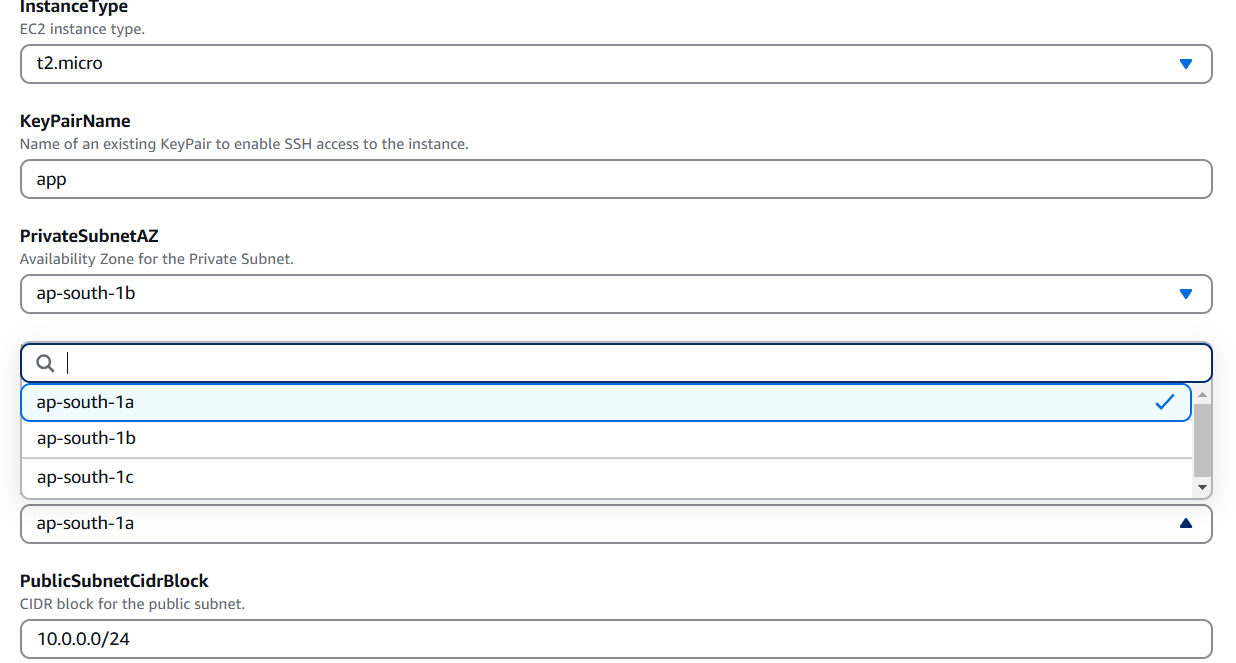 InstanceType
EC2 instance type.
t2.micro
KeyPairName
Name of an existing KeyPair to enable SSH access to the instance.
app
PrivateSubnetAZ
Availability Zone for the Private Subnet.
ap-south-1b
ap-south-1a
ap-south-1b
ap-south-1c
ap-south-1a
PublicSubnetCidrBlock
CIDR block for the public subnet.
10.0.0.0/24